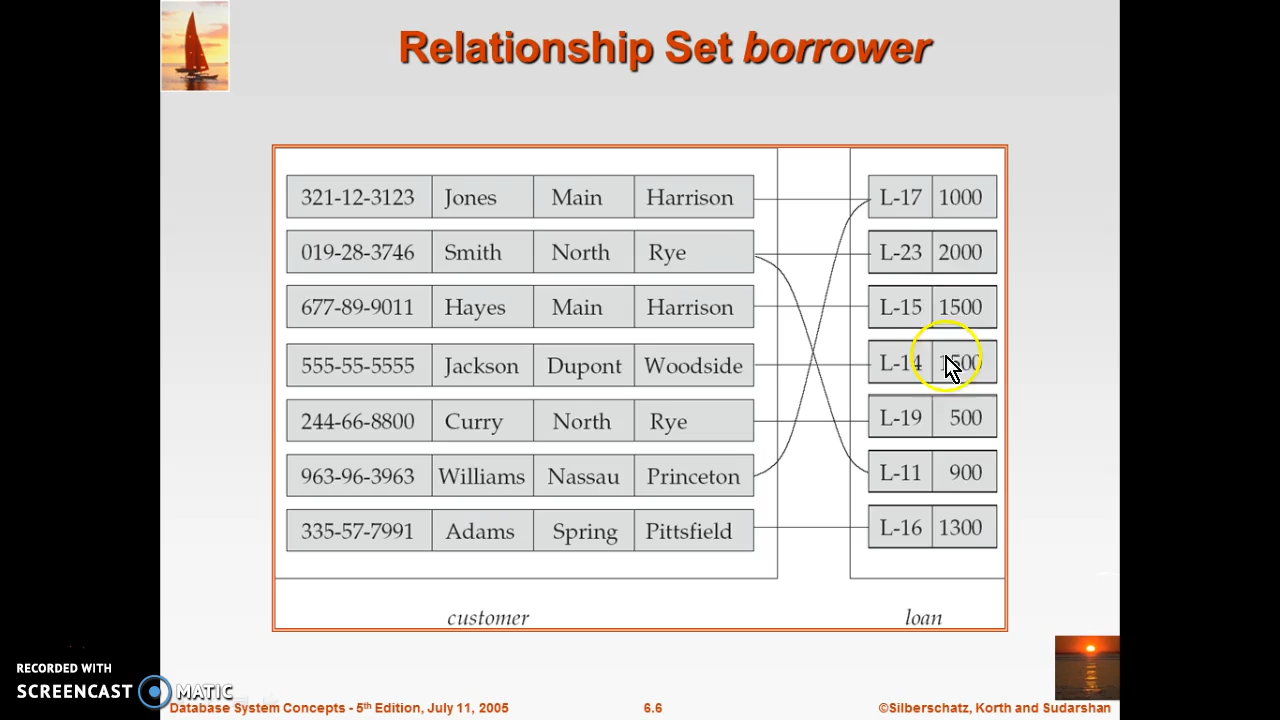 Relationship Set borrower
321-12-3123 Jones Main Harrison L-17 1000
019-28-3746 Smith North Rye L-23 2000
677-89-9011 Hayes Main Harrison L-15 1500
555-55-5555 Jackson Dupont Woodside L-14 1500
244-66-8800 Curry North Rye L-19 500
963-96-3963 Williams Nassau Princeton L-11 900
335-57-7991 Adams Spring Pittsfield L-16 1300
customer loan
RECORDED WITH
SCREENCAST MATIC
Database System Concepts - 5th Edition, July 11, 2005 6.6 ©Silberschatz, Korth and Sudarshan